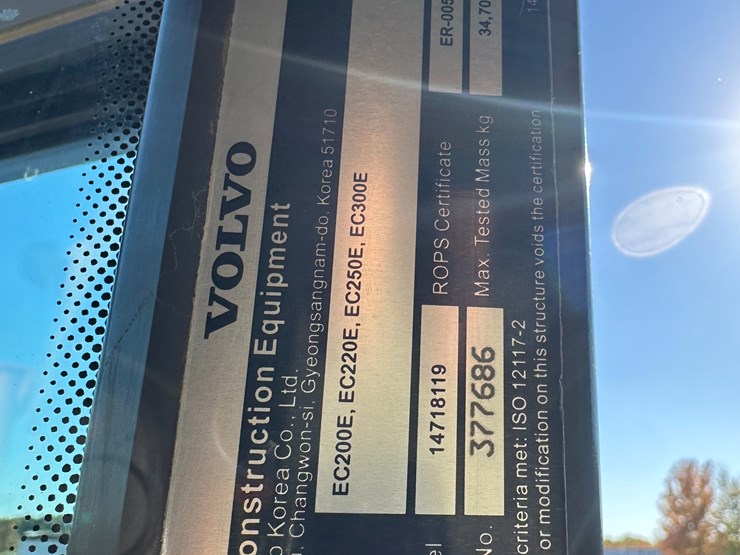 VOLVO
onstruction Equipment
o Korea Co., Ltd.
Changwon-si, Gyeongsangnam-do, Korea 51710
EC200E, EC220E, EC250E, EC300E
el 14718119 ROPS Certificate ER-005
No. 377686 Max. Tested Mass kg 34,70
criteria met: ISO 12117-2 14
or modification on this structure voids the certification